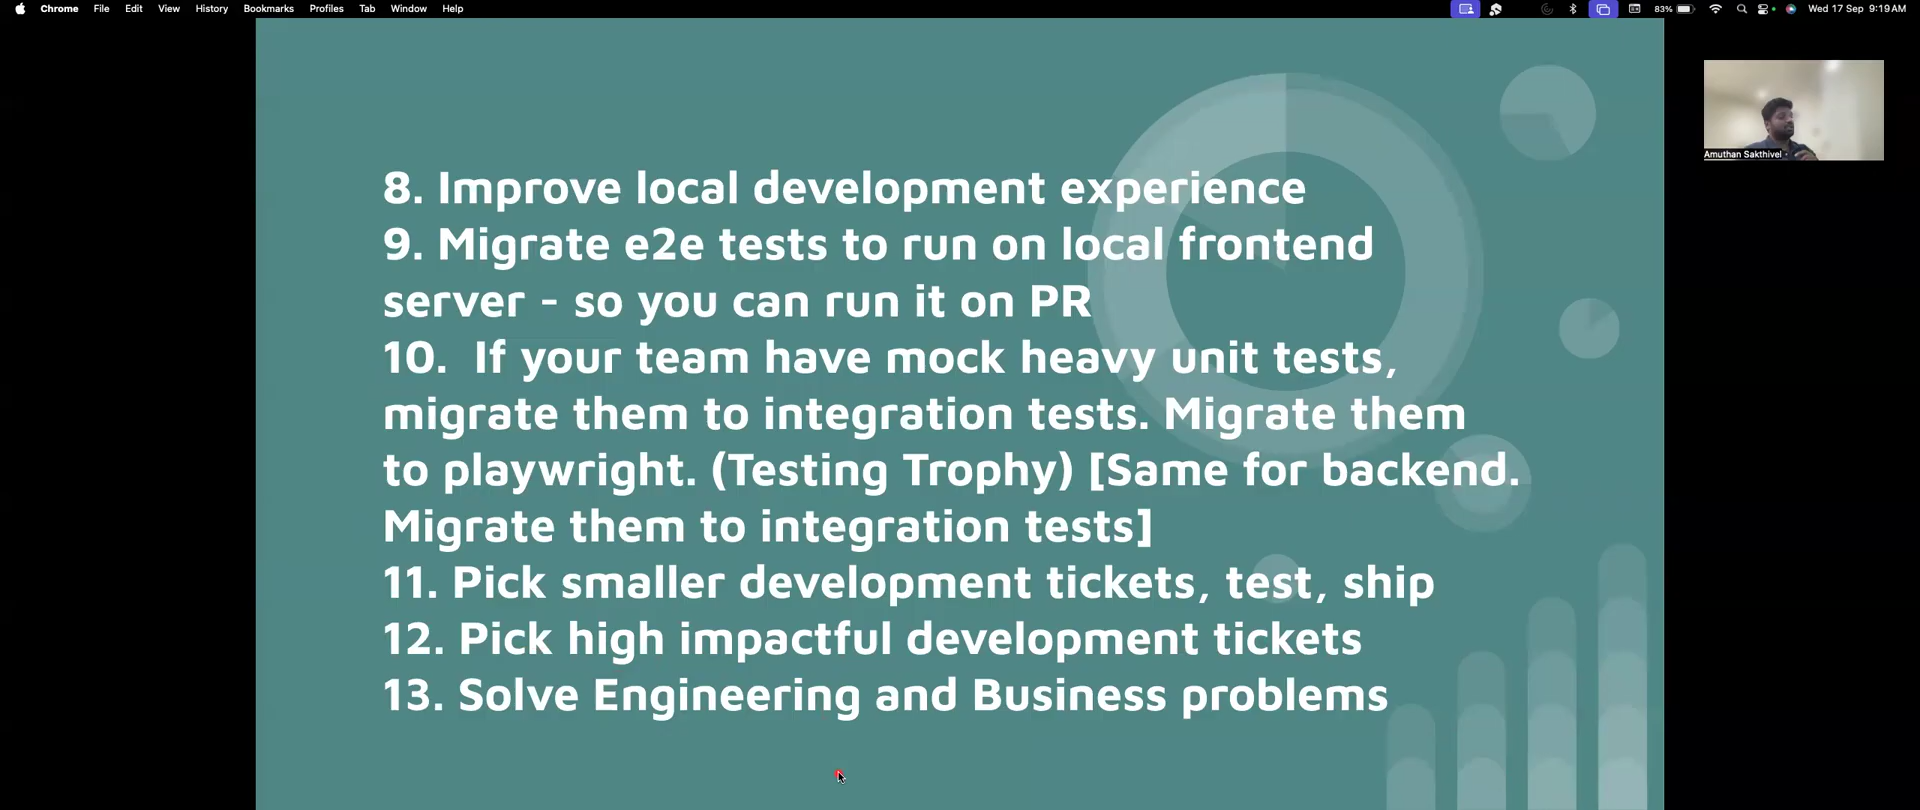 Chrome File Edit View History Bookmarks Profiles Tab Window Help 83% Wed 17 Sep 9:19 AM
8. Improve local development experience
9. Migrate e2e tests to run on local frontend
server - so you can run it on PR
10. If your team have mock heavy unit tests,
migrate them to integration tests. Migrate them
to playwright. (Testing Trophy) [Same for backend.
Migrate them to integration tests]
11. Pick smaller development tickets, test, ship
12. Pick high impactful development tickets
13. Solve Engineering and Business problems
Amuthan Sakthivel